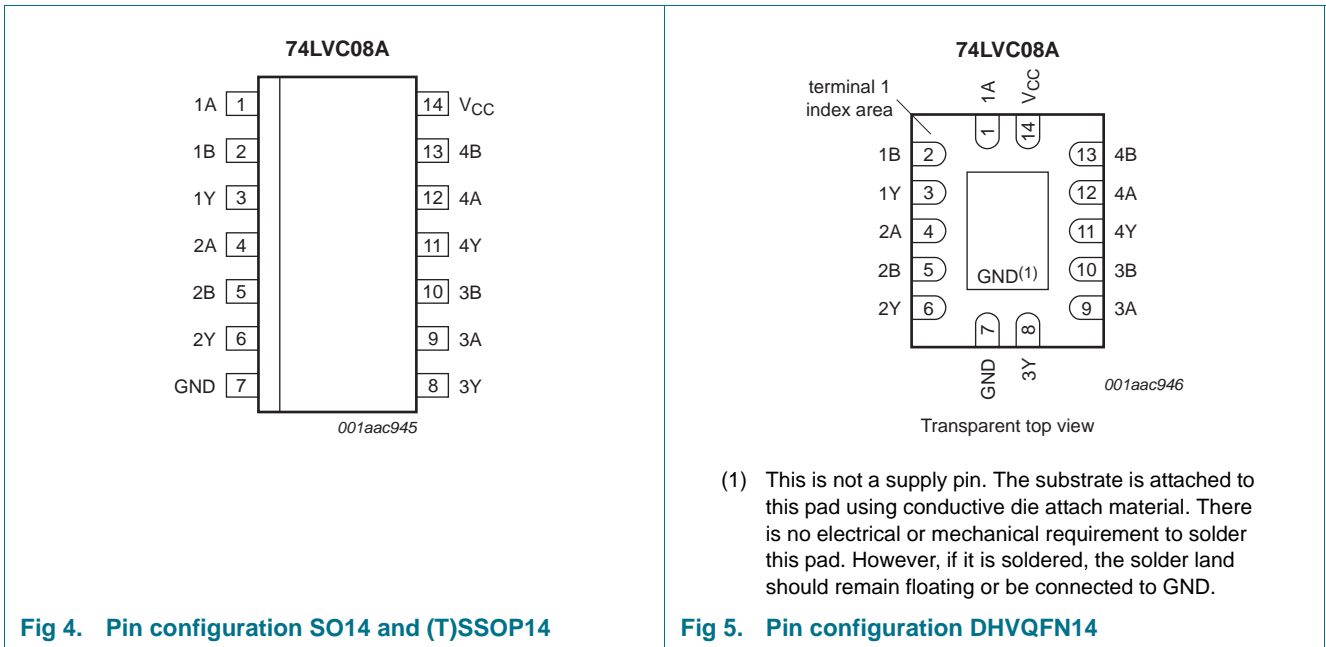 74LVC08A
1A 1 14 VCC
1B 2 13 4B
1Y 3 12 4A
2A 4 11 4Y
2B 5 10 3B
2Y 6 9 3A
GND 7 8 3Y
001aac945
Fig 4. Pin configuration SO14 and (T)SSOP14
74LVC08A
terminal 1
index area
1A VCC
1 14
1B 2 13 4B
1Y 3 12 4A
2A 4 11 4Y
2B 5 10 3B
GND(1)
2Y 6 9 3A
7 8
GND 3Y
001aac946
Transparent top view
(1) This is not a supply pin. The substrate is attached to
this pad using conductive die attach material. There
is no electrical or mechanical requirement to solder
this pad. However, if it is soldered, the solder land
should remain floating or be connected to GND.
Fig 5. Pin configuration DHVQFN14